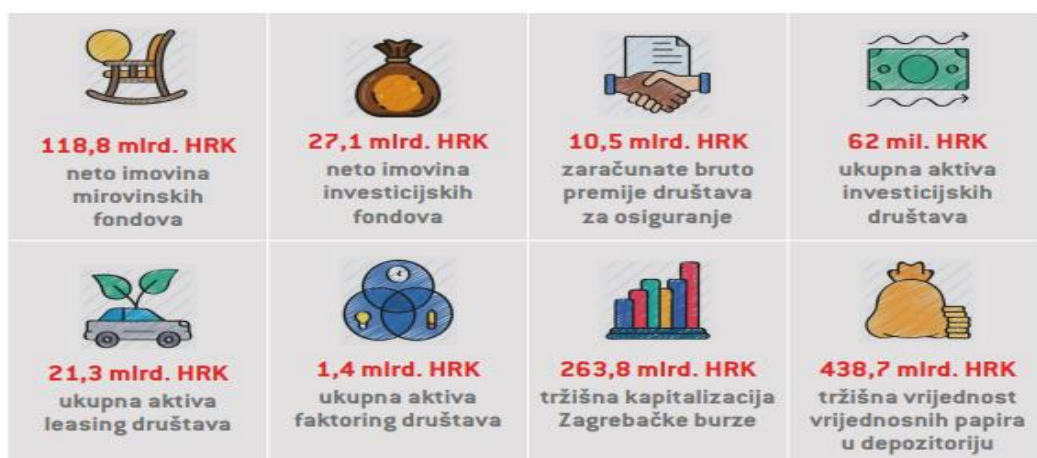 118,8 mlrd. HRK
neto imovina
mirovinskih
fondova
27,1 mlrd. HRK
neto imovina
investicijskih
fondova
10,5 mlrd. HRK
zaračunate bruto
premije društava
za osiguranje
62 mil. HRK
ukupna aktiva
investicijskih
društava
21,3 mlrd. HRK
ukupna aktiva
leasing društava
1,4 mlrd. HRK
ukupna aktiva
faktoring društava
263,8 mlrd. HRK
tržišna kapitalizacija
Zagrebačke burze
438,7 mlrd. HRK
tržišna vrijednost
vrijednosnih papira
u depozitoriju